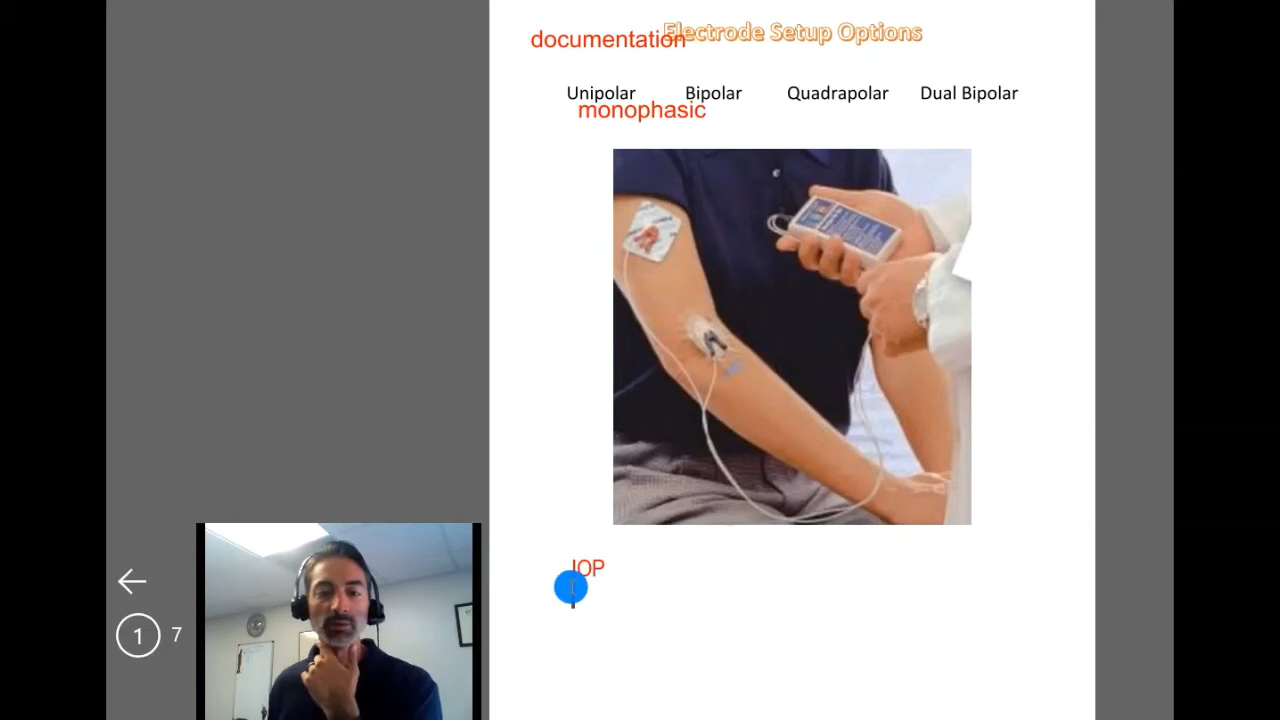 Electrode Setup Options
documentation
Unipolar Bipolar Quadrapolar Dual Bipolar
monophasic
IOP
1 7